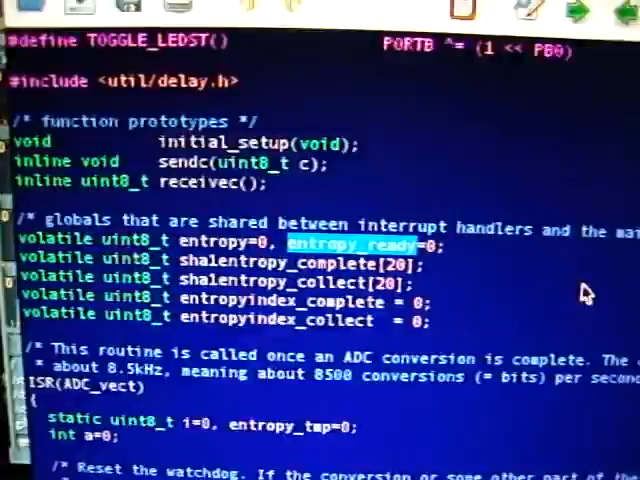 #define TOGGLE_LEDST() PORTB ^= (1 << PB0)
#include <util/delay.h>
/* function prototypes */
void initial_setup(void);
inline void sendc(uint8_t c);
inline uint8_t receivec();
/* globals that are shared between interrupt handlers and the mai
volatile uint8_t entropy=0, entropy_ready=0;
volatile uint8_t shalentropy_complete[20];
volatile uint8_t shalentropy_collect[20];
volatile uint8_t entropyindex_complete = 0;
volatile uint8_t entropyindex_collect = 0;
/* This routine is called once an ADC conversion is complete. The
* about 8.5kHz, meaning about 8500 conversions (= bits) per second
ISR(ADC_vect)
{
static uint8_t i=0, entropy_tmp=0;
int a=0;
/* Reset the watchdog. If the conversion or some other part of the